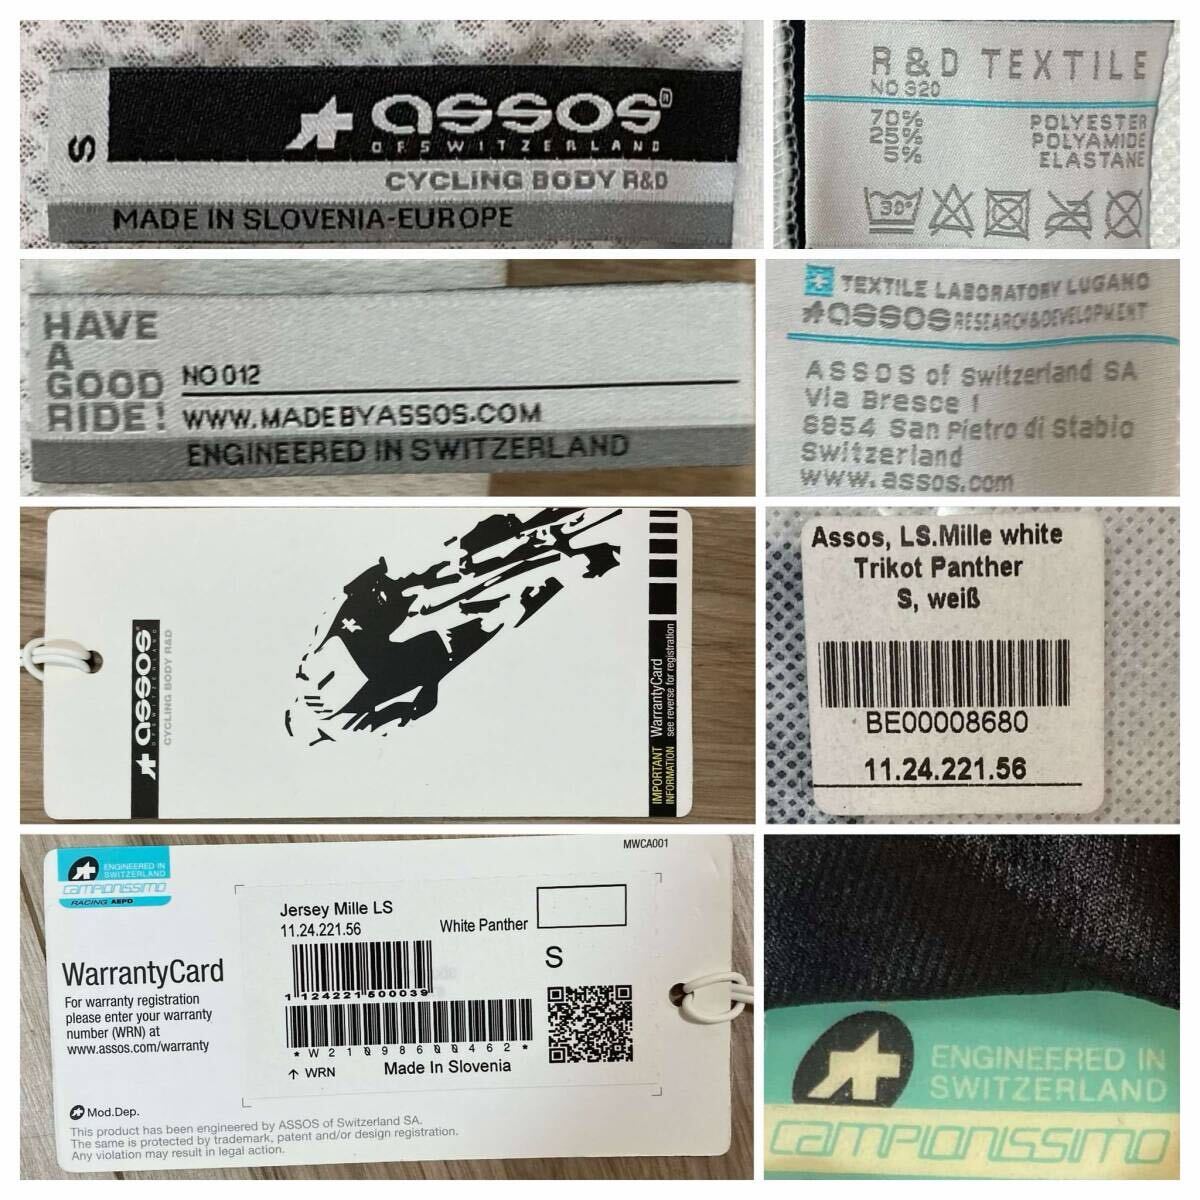 S
assos®
OF SWITZERLAND
CYCLING BODY R&D
MADE IN SLOVENIA-EUROPE
R & D TEXTILE
NO 320
70% POLYESTER
25% POLYAMIDE
5% ELASTANE
30°
HAVE
A
GOOD
RIDE!
NO 012
WWW.MADEBYASSOS.COM
ENGINEERED IN SWITZERLAND
TEXTILE LABORATORY LUGANO
assos RESEARCH&DEVELOPMENT
ASSOS of Switzerland SA
Via Bresce 1
6854 San Pietro di Stabio
Switzerland
www.assos.com
assos
OF SWITZERLAND
CYCLING BODY R&D
IMPORTANT WarrantyCard
INFORMATION see reverse for registration
Assos, LS.Mille white
Trikot Panther
S, weiß
BE00008680
11.24.221.56
MWCA001
ENGINEERED IN
SWITZERLAND
CAMPIONISSIMO
RACING AEPD
Jersey Mille LS
11.24.221.56
White Panther
S
1124221500039
*W21098600462*
↑ WRN
Made In Slovenia
WarrantyCard
For warranty registration
please enter your warranty
number (WRN) at
www.assos.com/warranty
Mod.Dep.
This product has been engineered by ASSOS of Switzerland SA.
The same is protected by trademark, patent and/or design registration.
Any violation may result in legal action.
ENGINEERED IN
SWITZERLAND
CAMPIONISSIMO